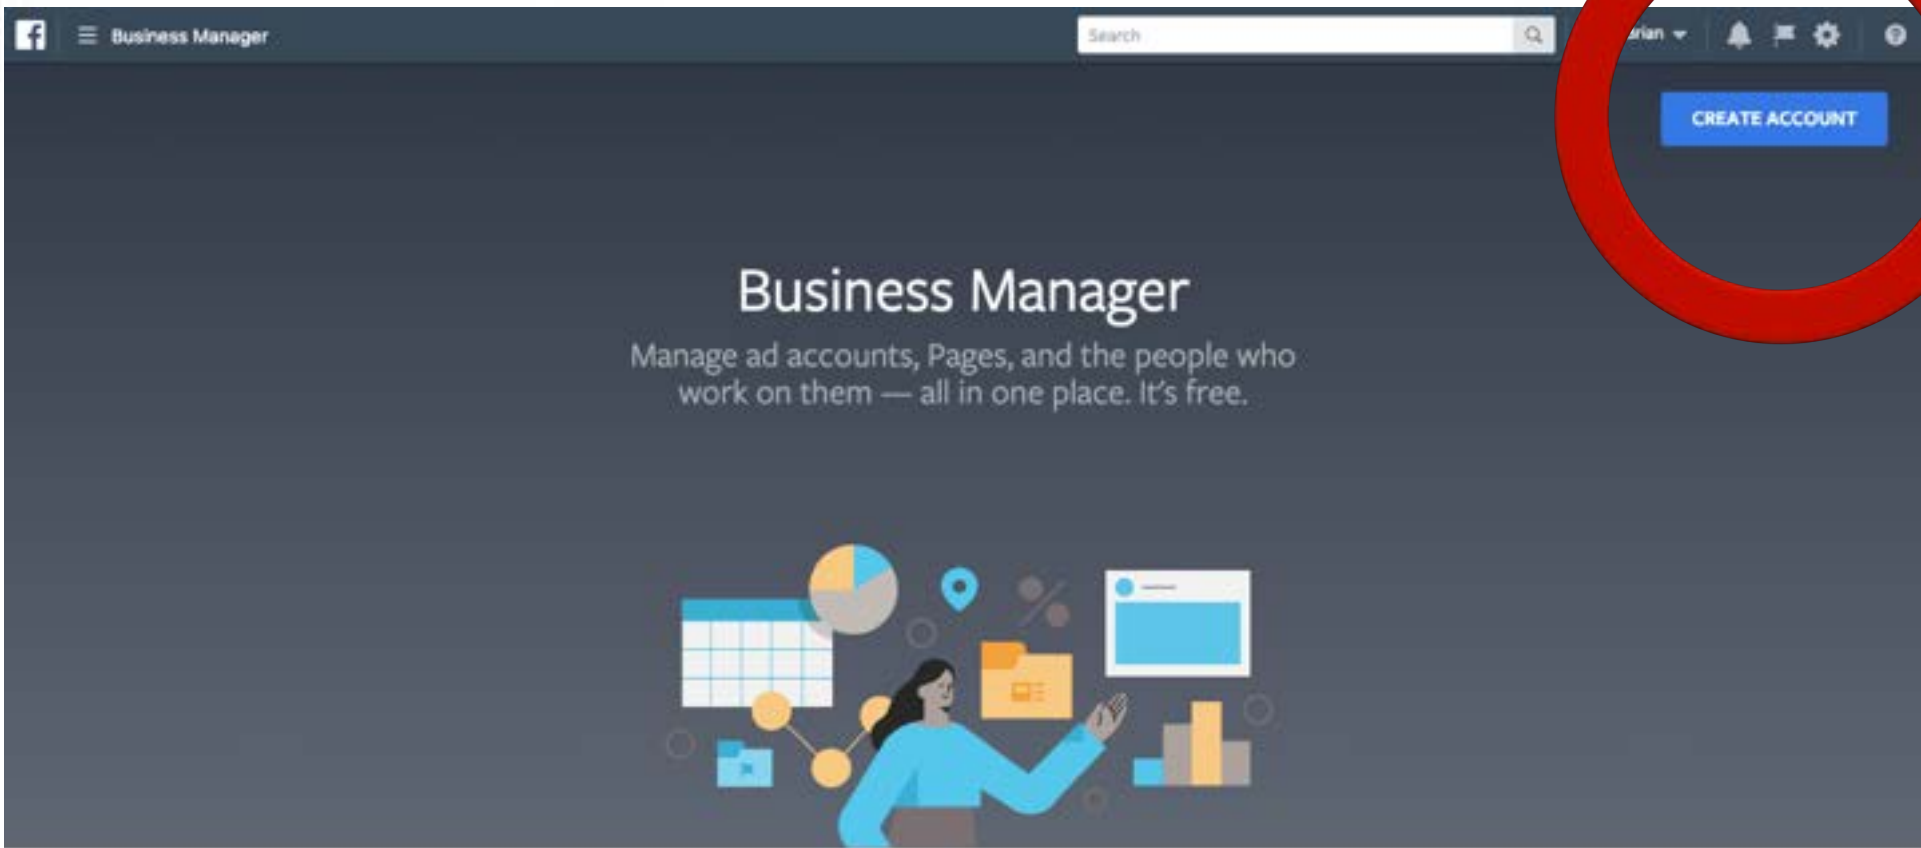 Business Manager
Search
rian
CREATE ACCOUNT
Business Manager
Manage ad accounts, Pages, and the people who
work on them — all in one place. It's free.